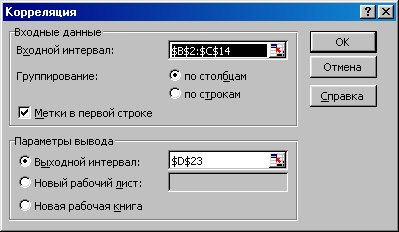 Корреляция
Входные данные
Входной интервал: $B$2:$C$14
Группирование: по столбцам
по строкам
Метки в первой строке
Параметры вывода
Выходной интервал: $D$23
Новый рабочий лист:
Новая рабочая книга
OK
Отмена
Справка